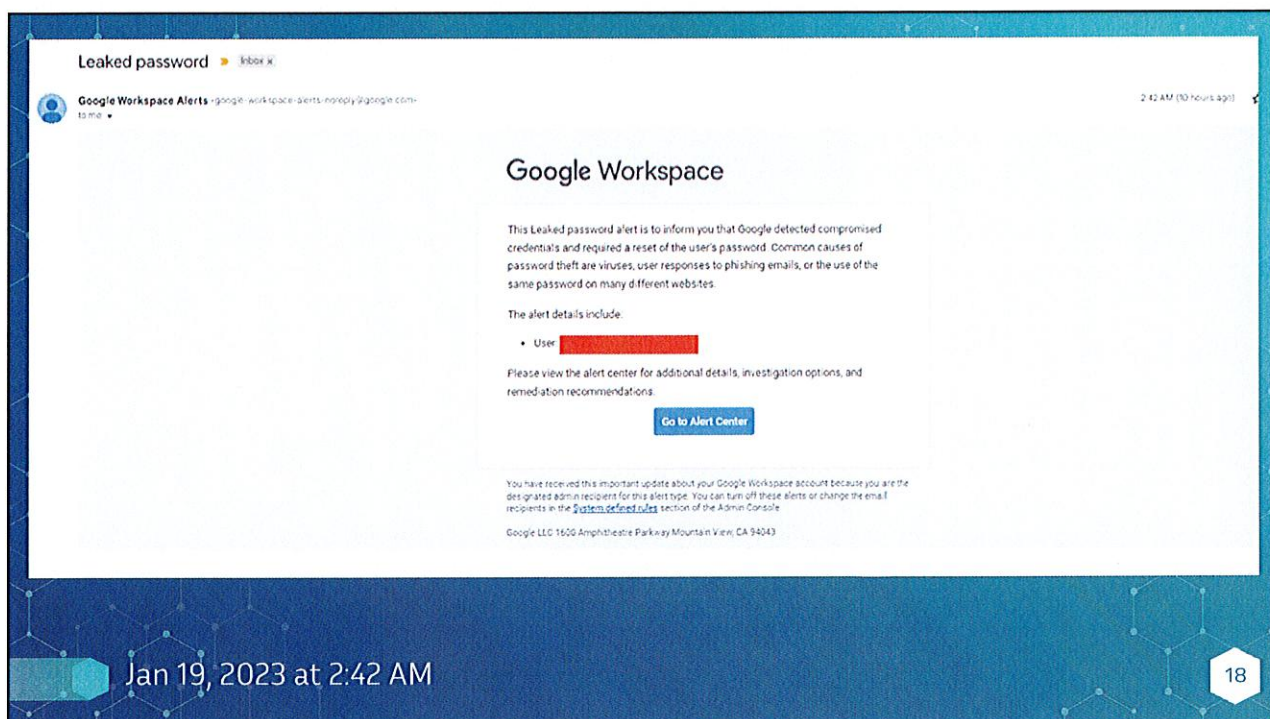 Leaked password
Inbox x
Google Workspace Alerts <google-workspace-alerts-noreply@google.com>
2:42 AM (10 hours ago)
to me
Google Workspace
This Leaked password alert is to inform you that Google detected compromised
credentials and required a reset of the user's password. Common causes of
password theft are viruses, user responses to phishing emails, or the use of the
same password on many different websites.
The alert details include:
• User:
Please view the alert center for additional details, investigation options, and
remediation recommendations.
Go to Alert Center
You have received this important update about your Google Workspace account because you are the
designated admin recipient for this alert type. You can turn off these alerts or change the email
recipients in the System defined rules section of the Admin Console
Google LLC 1600 Amphitheatre Parkway Mountain View, CA 94043
Jan 19, 2023 at 2:42 AM
18